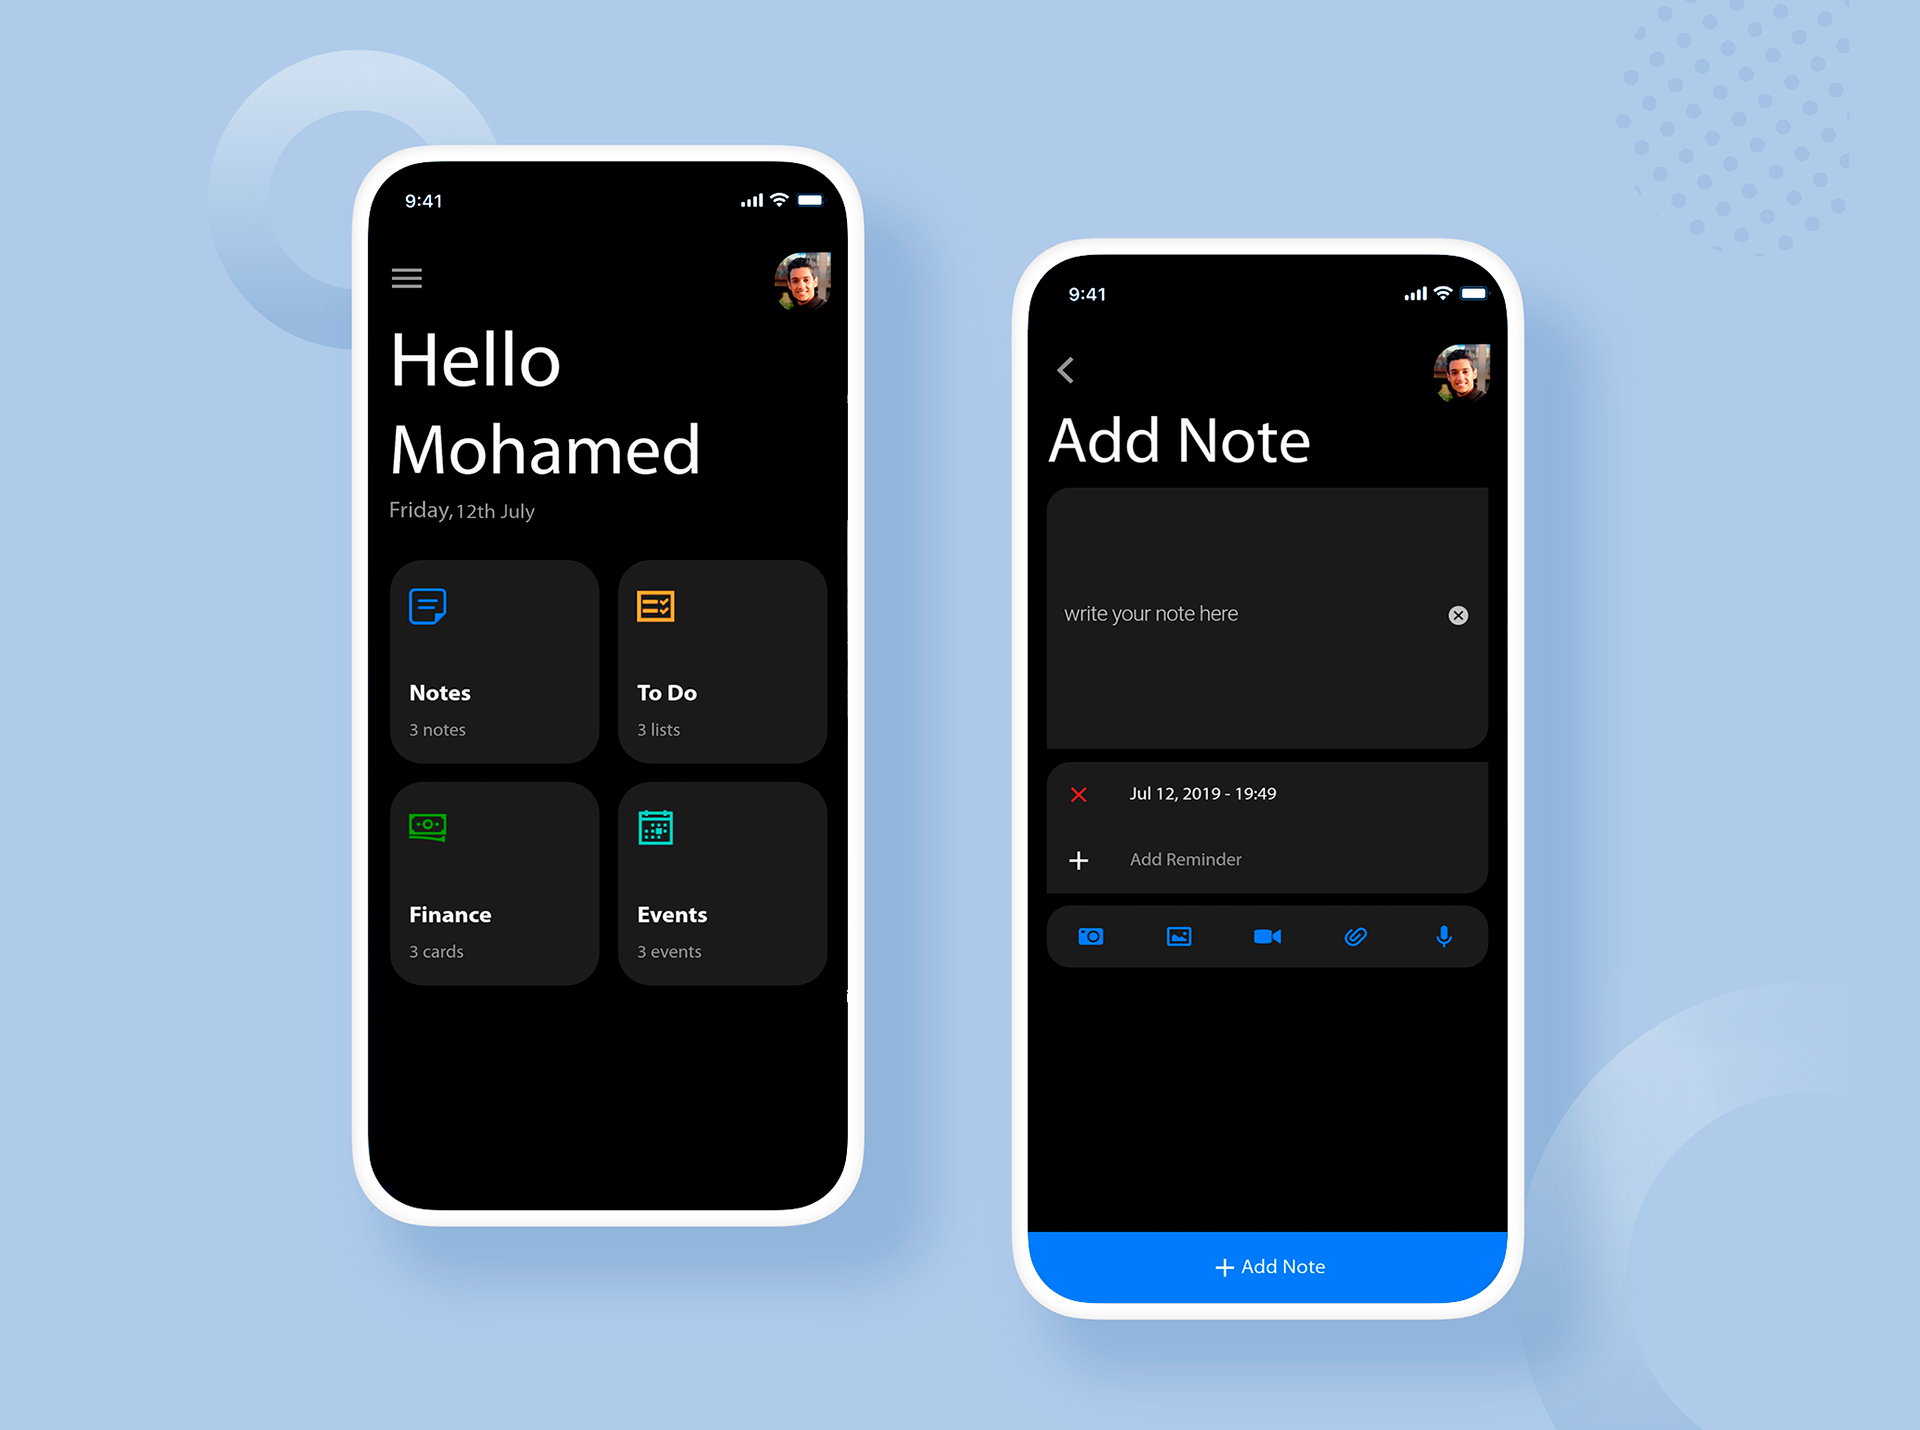 9:41
Hello
Mohamed
Friday, 12th July
Notes
3 notes
To Do
3 lists
Finance
3 cards
Events
3 events
9:41
Add Note
write your note here
Jul 12, 2019 - 19:49
Add Reminder
Add Note